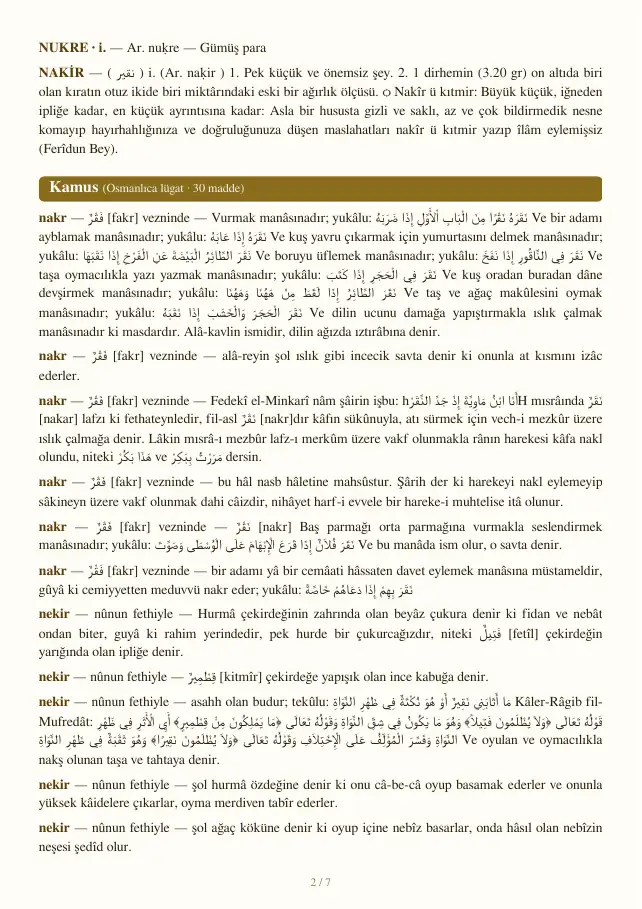 NUKRE · i. — Ar. nuḳre — Gümüş para
NAKİR — ( نقير ) i. (Ar. naḳіr ) 1. Pek küçük ve önemsiz şey. 2. 1 dirhemin (3.20 gr) on altıda biri
olan kıratın otuz ikide biri miktârındaki eski bir ağırlık ölçüsü. ѻ Nakîr ü kıtmir: Büyük küçük, iğneden
ipliğe kadar, en küçük ayrıntısına kadar: Asla bir hususta gizli ve saklı, az ve çok bildirmedik nesne
komayıp hayırhahlığınıza ve doğruluğunuza düşen maslahatları nakîr ü kıtmir yazıp îlâm eylemişsiz
(Ferîdun Bey).
Kamus (Osmanlıca lügat · 30 madde)
nakr — فَقْرٌ [fakr] vezninde — Vurmak manâsınadır; yukâlu: نَقَرَهُ نَقْرًا مِنَ الْبَابِ الْأَوَّلِ إِذَا ضَرَبَهُ Ve bir adamı
ayblamak manâsınadır; yukâlu: نَقَرَهُ إِذَا عَابَهُ Ve kuş yavru çıkarmak için yumurtasını delmek manâsınadır;
yukâlu: نَقَرَ الطَّائِرُ الْبَيْضَةَ عَنِ الْفَرْخِ إِذَا نَقَبَهَا Ve boruyu üflemek manâsınadır; yukâlu: نَقَرَ فِي النَّاقُورِ إِذَا نَفَخَ Ve
taşa oymacılıkla yazı yazmak manâsınadır; yukâlu: نَقَرَ فِي الْحَجَرِ إِذَا كَتَبَ Ve kuş oradan buradan dâne
devşirmek manâsınadır; yukâlu: نَقَرَ الطَّائِرُ إِذَا لَقَطَ مِنْ هَهُنَا وَهَهُنَا Ve taş ve ağaç makûlesini oymak
manâsınadır; yukâlu: نَقَرَ الْحَجَرَ وَالْخَشَبَ إِذَا نَقَبَهُ Ve dilin ucunu damağa yapıştırmakla ıslık çalmak
manâsınadır ki masdardır. Alâ-kavlin ismidir, dilin ağızda ıztırâbına denir.
nakr — فَقْرٌ [fakr] vezninde — alâ-reyin şol ıslık gibi incecik savta denir ki onunla at kısmını izâc
ederler.
nakr — فَقْرٌ [fakr] vezninde — Fedekî el-Minkarî nâm şâirin işbu: hأَنَا ابْنُ مَاوِيَّةَ إِذْ جَدَّ النَّقَرْH mısrâında نَقَرْ
[nakar] lafzı ki fethateynledir, fil-asl نَقْرٌ [nakr]dır kâfın sükûnuyla, atı sürmek için vech-i mezkûr üzere
ıslık çalmağa denir. Lâkin mısrâ-ı mezbûr lafz-ı merkûm üzere vakf olunmakla rânın harekesi kâfa nakl
olundu, niteki هَذَا بَكُرْ ve مَرَرْتُ بِبَكِرْ dersin.
nakr — فَقْرٌ [fakr] vezninde — bu hâl nasb hâletine mahsûstur. Şârih der ki harekeyi nakl eylemeyip
sâkineyn üzere vakf olunmak dahi câizdir, nihâyet harf-i evvele bir hareke-i muhtelise itâ olunur.
nakr — فَقْرٌ [fakr] vezninde — نَقْرٌ [nakr] Baş parmağı orta parmağına vurmakla seslendirmek
manâsınadır; yukâlu: نَقَرَ فُلاَنٌ إِذَا قَرَعَ الْإِبْهَامَ عَلَى الْوُسْطَى وَصَوَّتَ Ve bu manâda ism olur, o savta denir.
nakr — فَقْرٌ [fakr] vezninde — bir adamı yâ bir cemâati hâssaten davet eylemek manâsına müstameldir,
gûyâ ki cemiyyetten meduvvü nakr eder; yukâlu: نَقَرَ بِهِمْ إِذَا دَعَاهُمْ خَاصَّةً
nekir — nûnun fethiyle — Hurmâ çekirdeğinin zahrında olan beyâz çukura denir ki fidan ve nebât
ondan biter, guyâ ki rahim yerindedir, pek hurde bir çukurcağızdır, niteki فَتِيلٌ [fetîl] çekirdeğin
yarığında olan ipliğe denir.
nekir — nûnun fethiyle — قِطْمِيرٌ [kitmîr] çekirdeğe yapışık olan ince kabuğa denir.
nekir — nûnun fethiyle — asahh olan budur; tekûlu: مَا أَثَابَنِي نَقِيرً أَوْ هُوَ نُكْتَةٌ فِي ظَهْرِ النَّوَاةِ Kâler-Râgib fil-
Mufredât: قَوْلُهُ تَعَالَى ﴿وَلاَ يُظْلَمُونَ فَتِيلاً﴾ وَهُوَ مَا يَكُونُ فِي شِقِّ النَّوَاةِ وَقَوْلُهُ تَعَالَى ﴿مَا يَمْلِكُونَ مِنْ قِطْمِيرٍ﴾ أَيِ الْأَثَرِ فِي ظَهْرِ
النَّوَاةِ وَفَسَّرَ الْمُؤَلِّفُ عَلَى الْإِخْتِلاَفِ وَقَوْلُهُ تَعَالَى ﴿وَلاَ يُظْلَمُونَ نَقِيرًا﴾ وَهُوَ نَقْبَةٌ فِي ظَهْرِ النَّوَاةِ Ve oyulan ve oymacılıkla
nakş olunan taşa ve tahtaya denir.
nekir — nûnun fethiyle — şol hurmâ özdeğine denir ki onu câ-be-câ oyup basamak ederler ve onunla
yüksek kâidelere çıkarlar, oyma merdiven tabîr ederler.
nekir — nûnun fethiyle — şol ağaç köküne denir ki oyup içine nebîz basarlar, onda hâsıl olan nebîzin
neşesi şedîd olur.
2 / 7